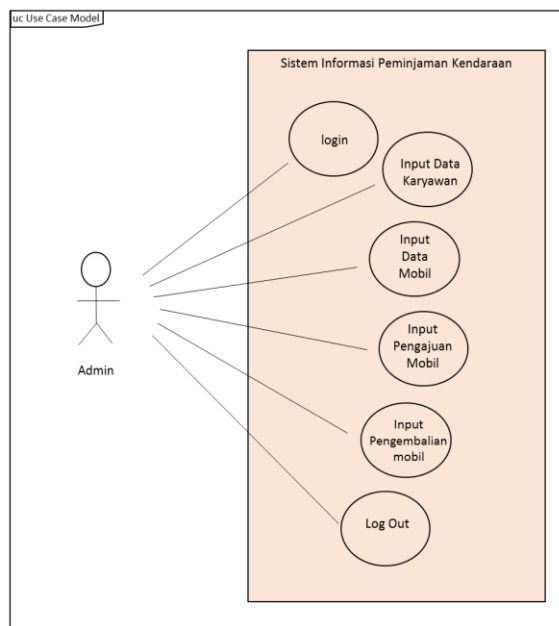 uc Use Case Model
Sistem Informasi Peminjaman Kendaraan
login
Input Data
Karyawan
Input
Data
Mobil
Input
Pengajuan
Mobil
Admin
Input
Pengembalian
mobil
Log Out